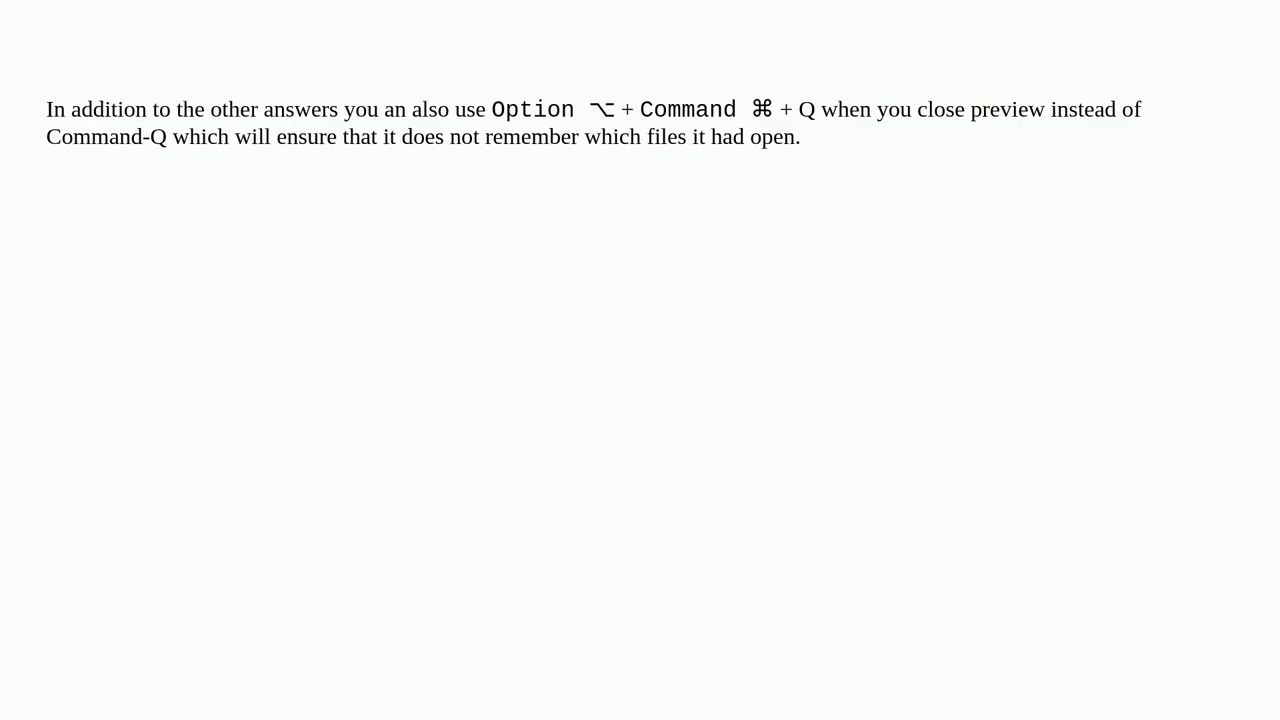 In addition to the other answers you an also use Option ⌥ + Command ⌘ + Q when you close preview instead of
Command-Q which will ensure that it does not remember which files it had open.